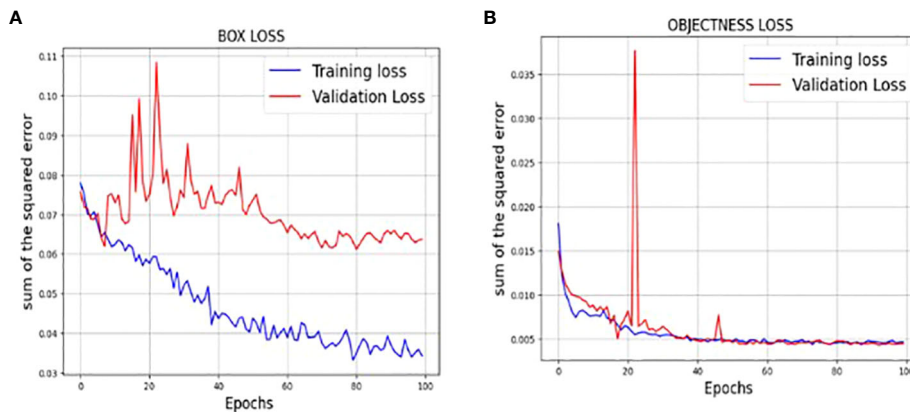 A
BOX LOSS
0.11
0.10
0.09
0.08
0.07
0.06
0.05
0.04
0.03
sum of the squared error
Training loss
Validation Loss
0 20 40 60 80 100
Epochs
B
OBJECTNESS LOSS
0.035
0.030
0.025
0.020
0.015
0.010
0.005
sum of the squared error
Training loss
Validation Loss
0 20 40 60 80 100
Epochs